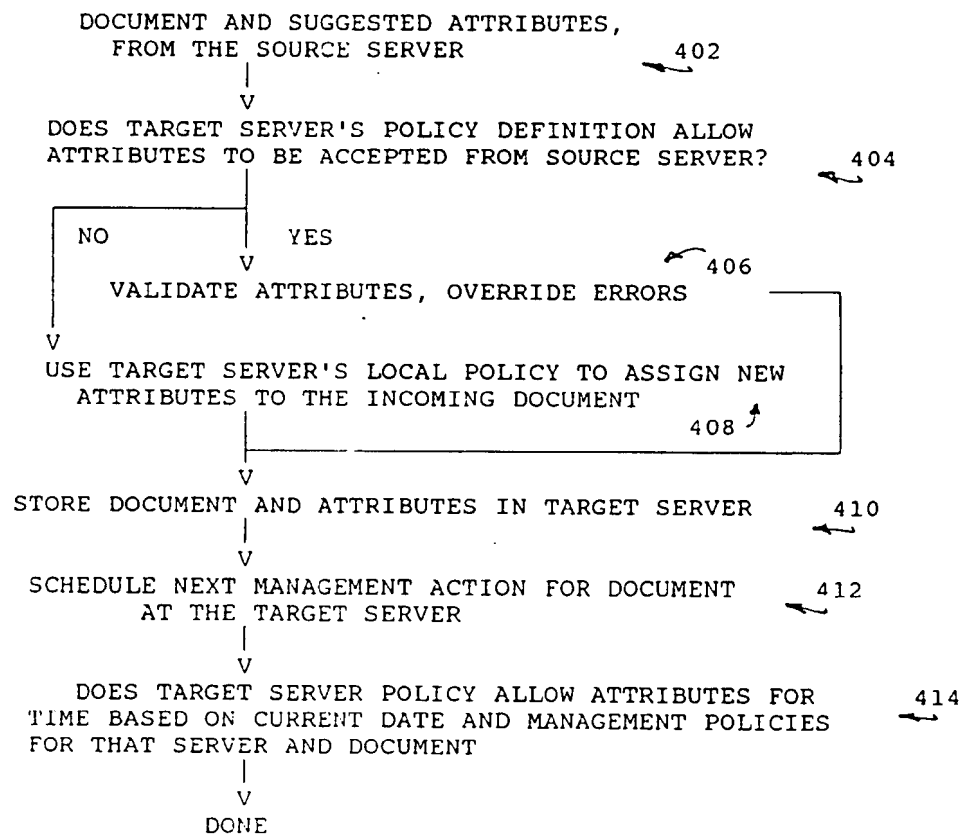 DOCUMENT AND SUGGESTED ATTRIBUTES,
FROM THE SOURCE SERVER
402
V
DOES TARGET SERVER'S POLICY DEFINITION ALLOW
ATTRIBUTES TO BE ACCEPTED FROM SOURCE SERVER?
404
NO YES
V
406
VALIDATE ATTRIBUTES, OVERRIDE ERRORS
V
USE TARGET SERVER'S LOCAL POLICY TO ASSIGN NEW
ATTRIBUTES TO THE INCOMING DOCUMENT
408
V
STORE DOCUMENT AND ATTRIBUTES IN TARGET SERVER 410
V
SCHEDULE NEXT MANAGEMENT ACTION FOR DOCUMENT 412
AT THE TARGET SERVER
V
DOES TARGET SERVER POLICY ALLOW ATTRIBUTES FOR 414
TIME BASED ON CURRENT DATE AND MANAGEMENT POLICIES
FOR THAT SERVER AND DOCUMENT
V
DONE